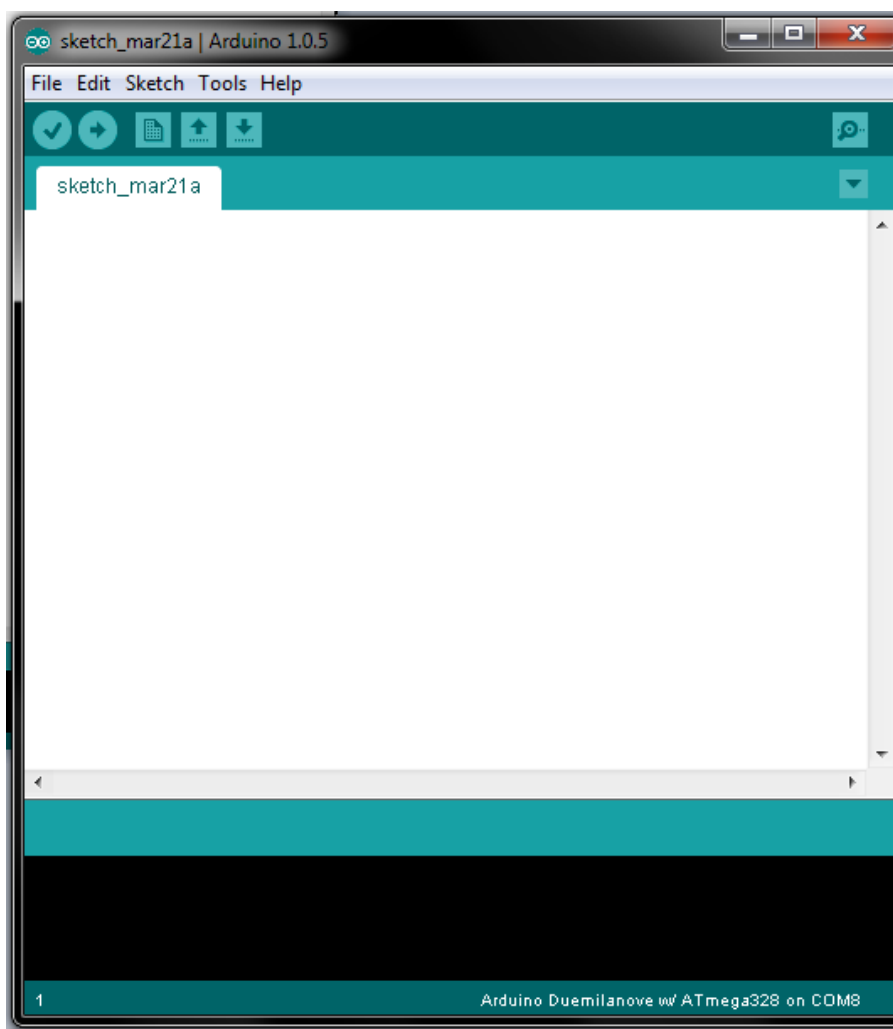 sketch_mar21a | Arduino 1.0.5
File Edit Sketch Tools Help
sketch_mar21a
1 Arduino Duemilanove w/ ATmega328 on COM8